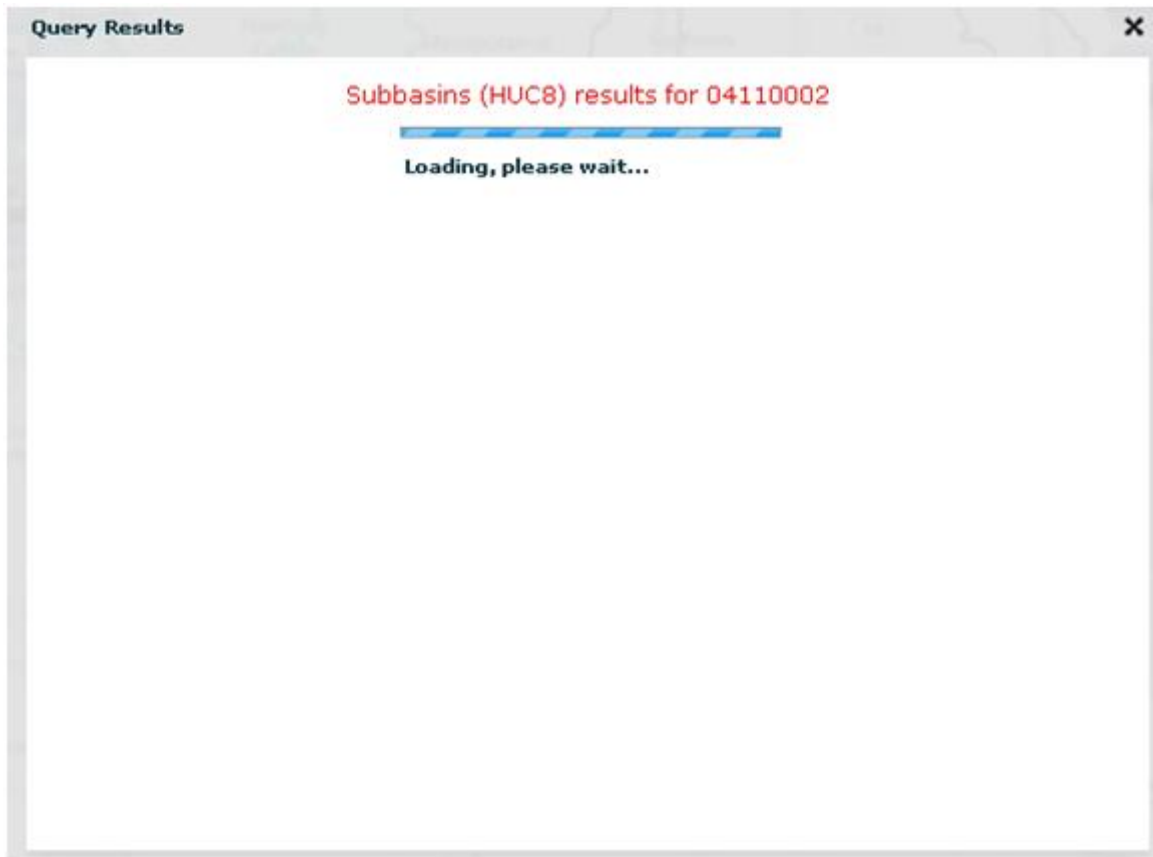 Query Results
Subbasins (HUC8) results for 04110002
Loading, please wait...